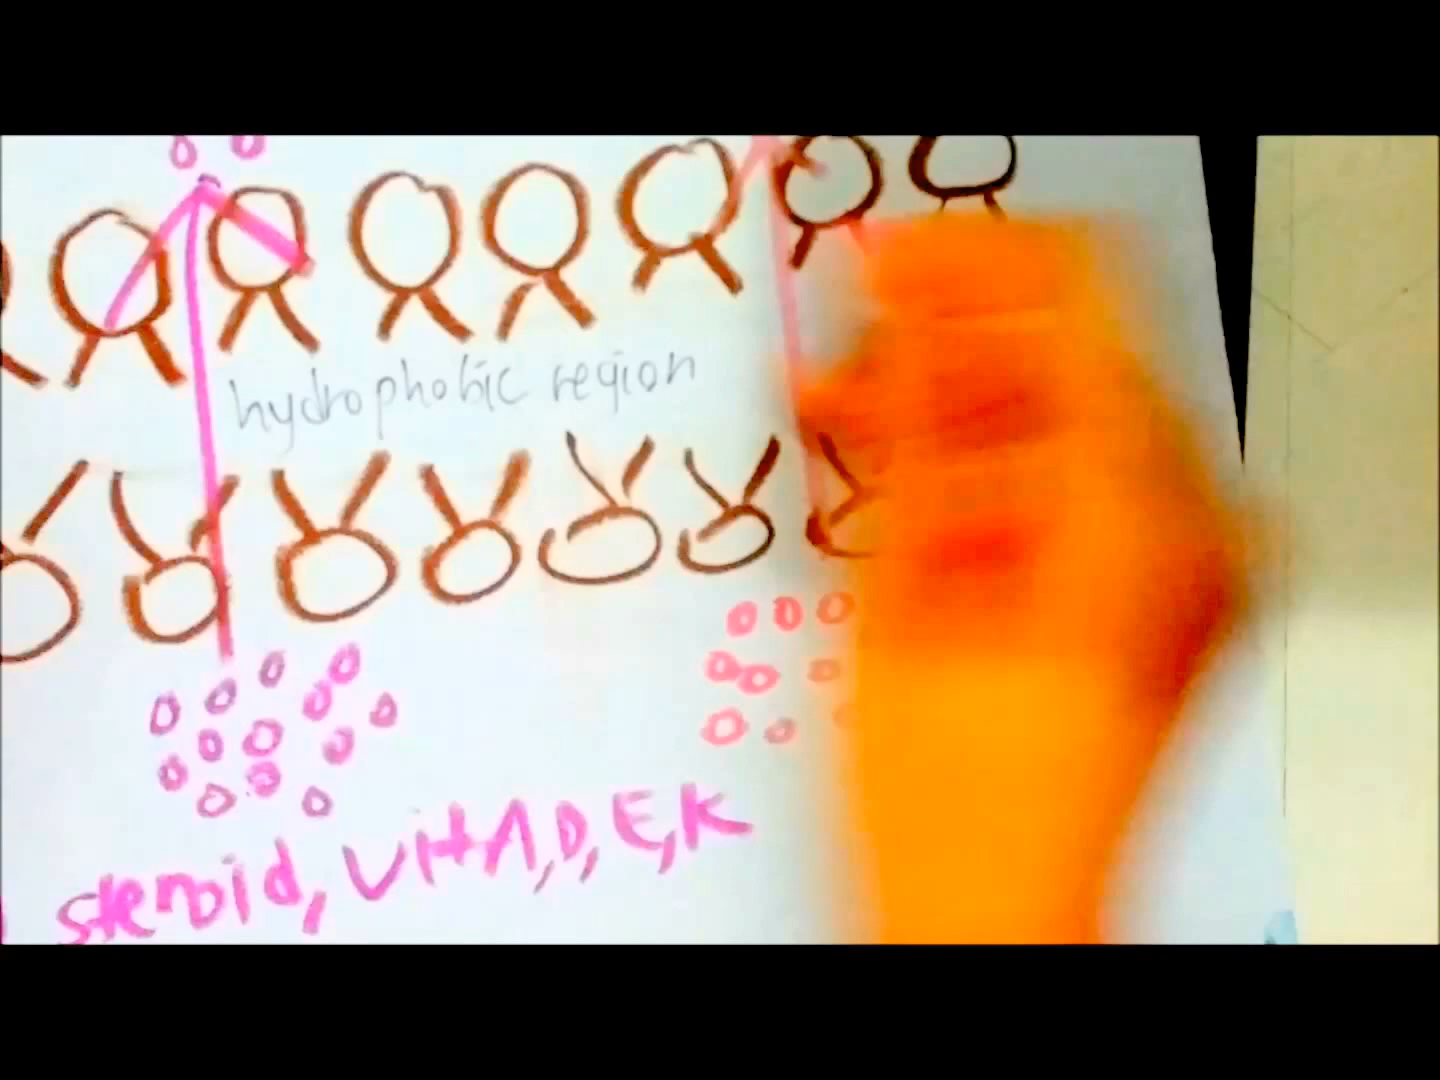 hydrophobic region
steroid, Vit A, D, E, K